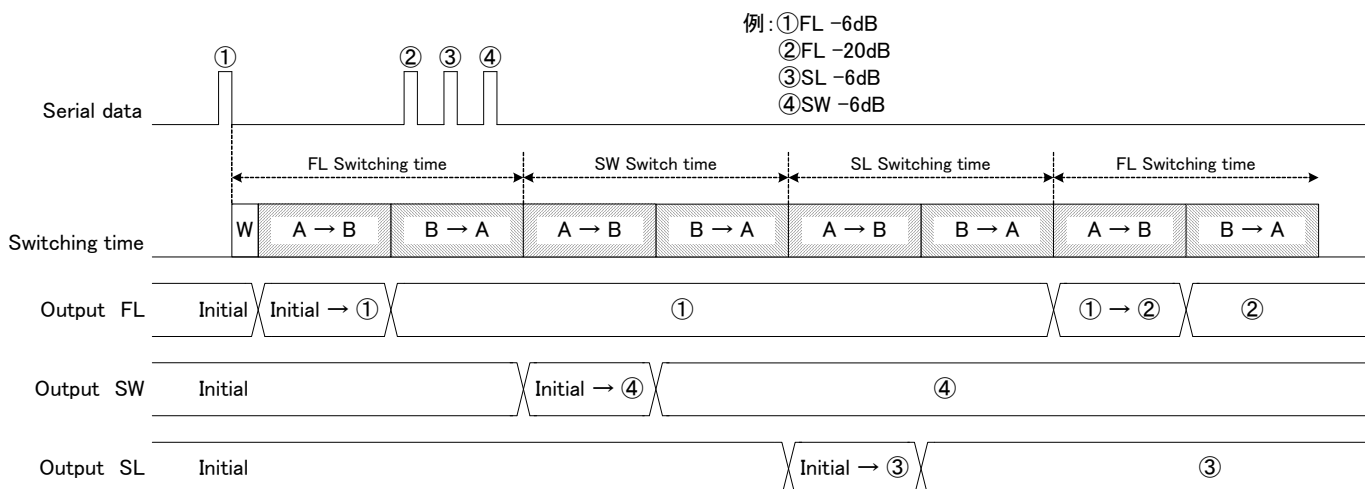 例:①FL -6dB
②FL -20dB
③SL -6dB
④SW -6dB
① ② ③ ④
Serial data
FL Switching time SW Switch time SL Switching time FL Switching time
Switching time W A → B B → A A → B B → A A → B B → A A → B B → A
Output FL Initial Initial → ① ① ① → ② ②
Output SW Initial Initial → ④ ④
Output SL Initial Initial → ③ ③